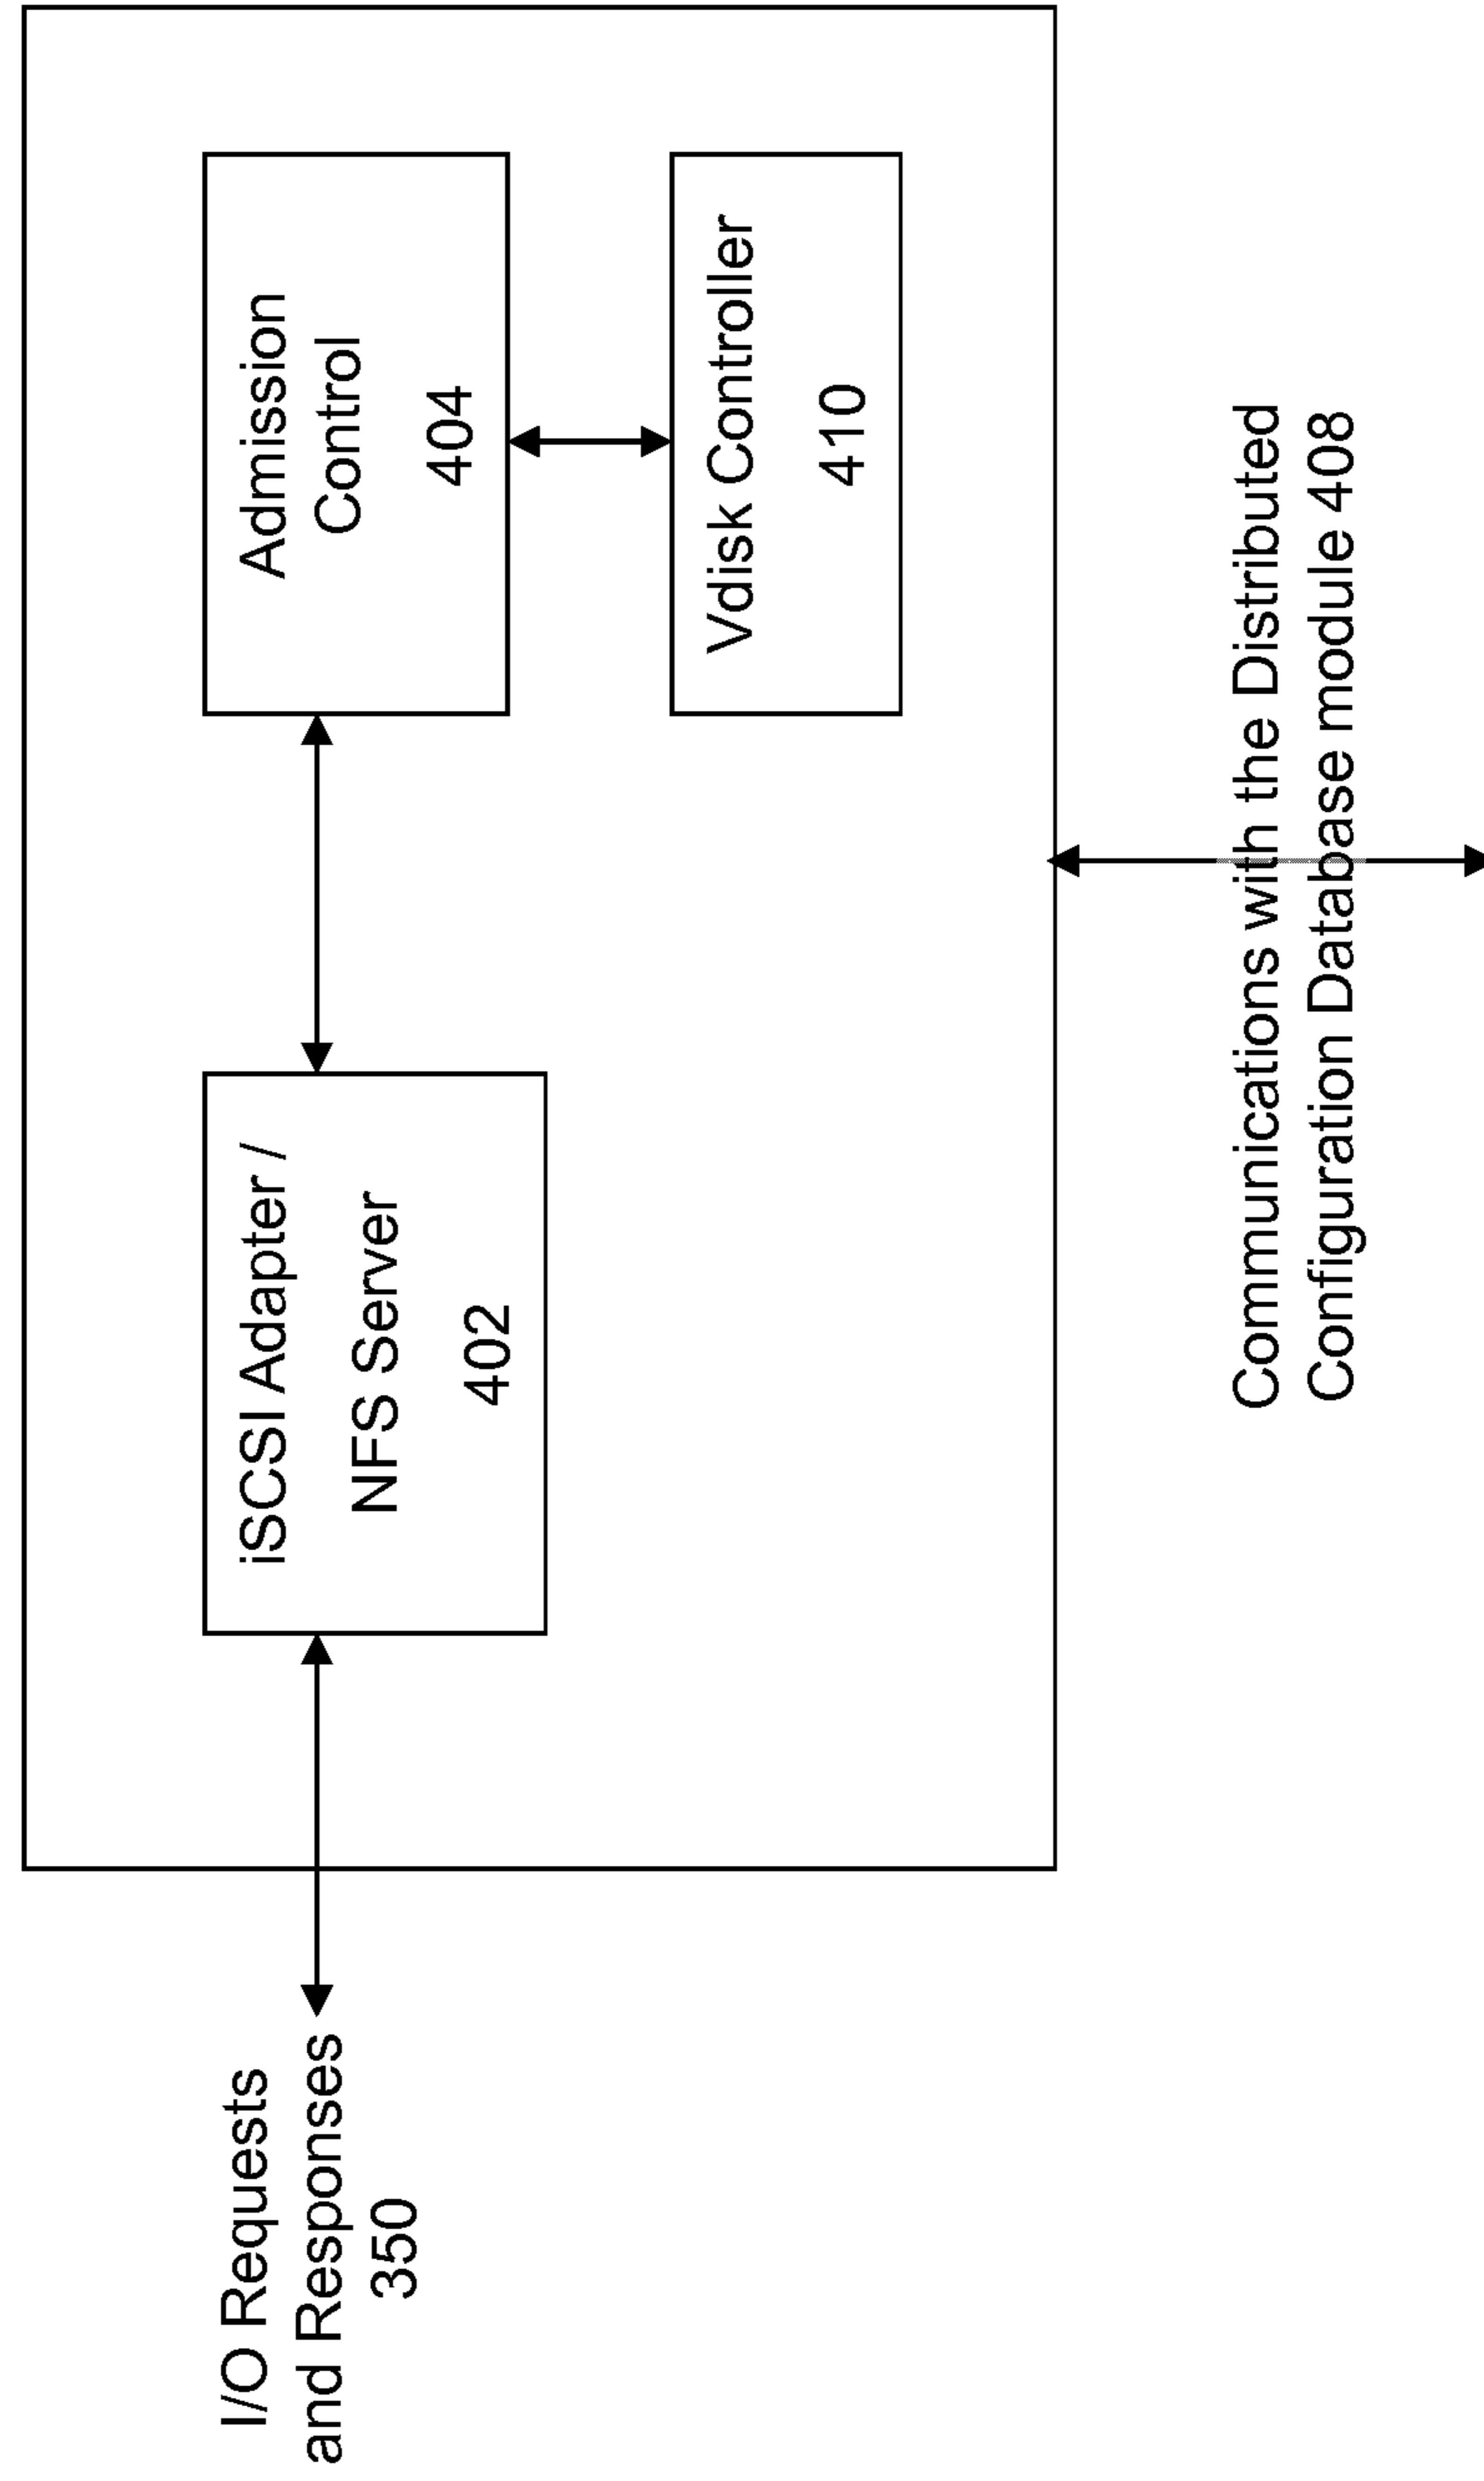 I/O Requests
and Responses
350
iSCSI Adapter /
NFS Server
402
Admission
Control
404
Vdisk Controller
410
Communications with the Distributed
Configuration Database module 408